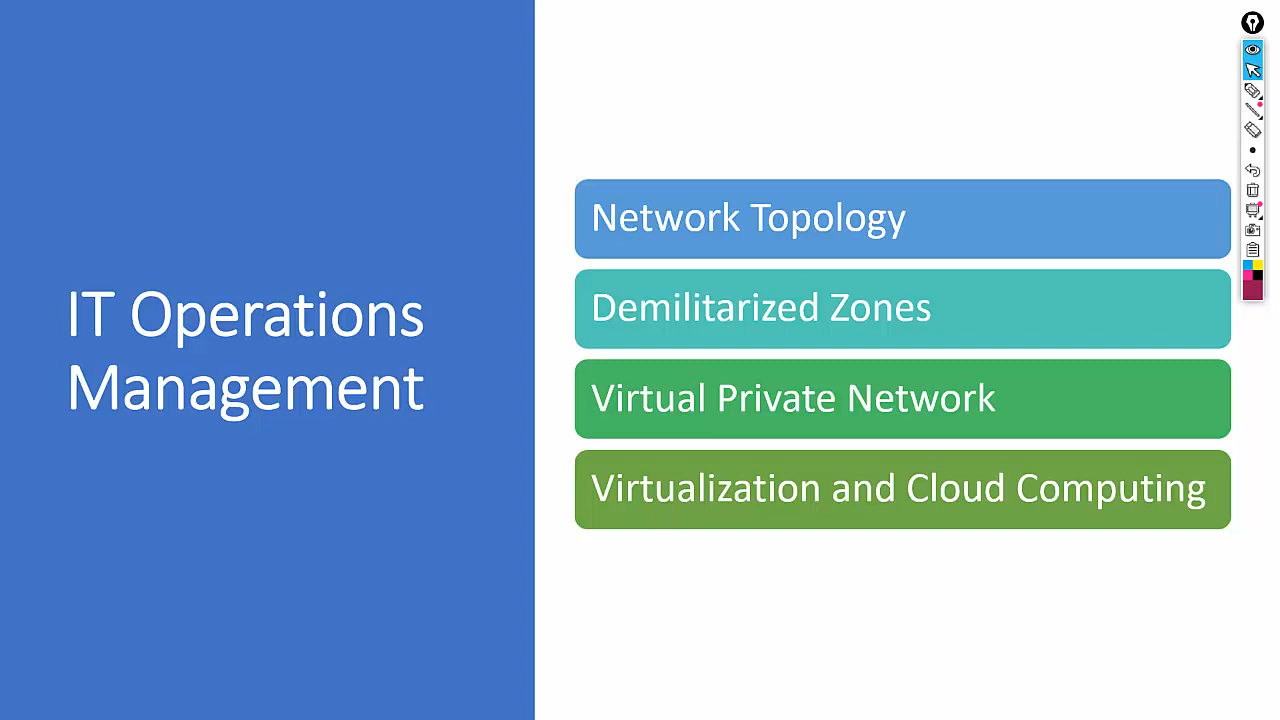 IT Operations
Management
Network Topology
Demilitarized Zones
Virtual Private Network
Virtualization and Cloud Computing